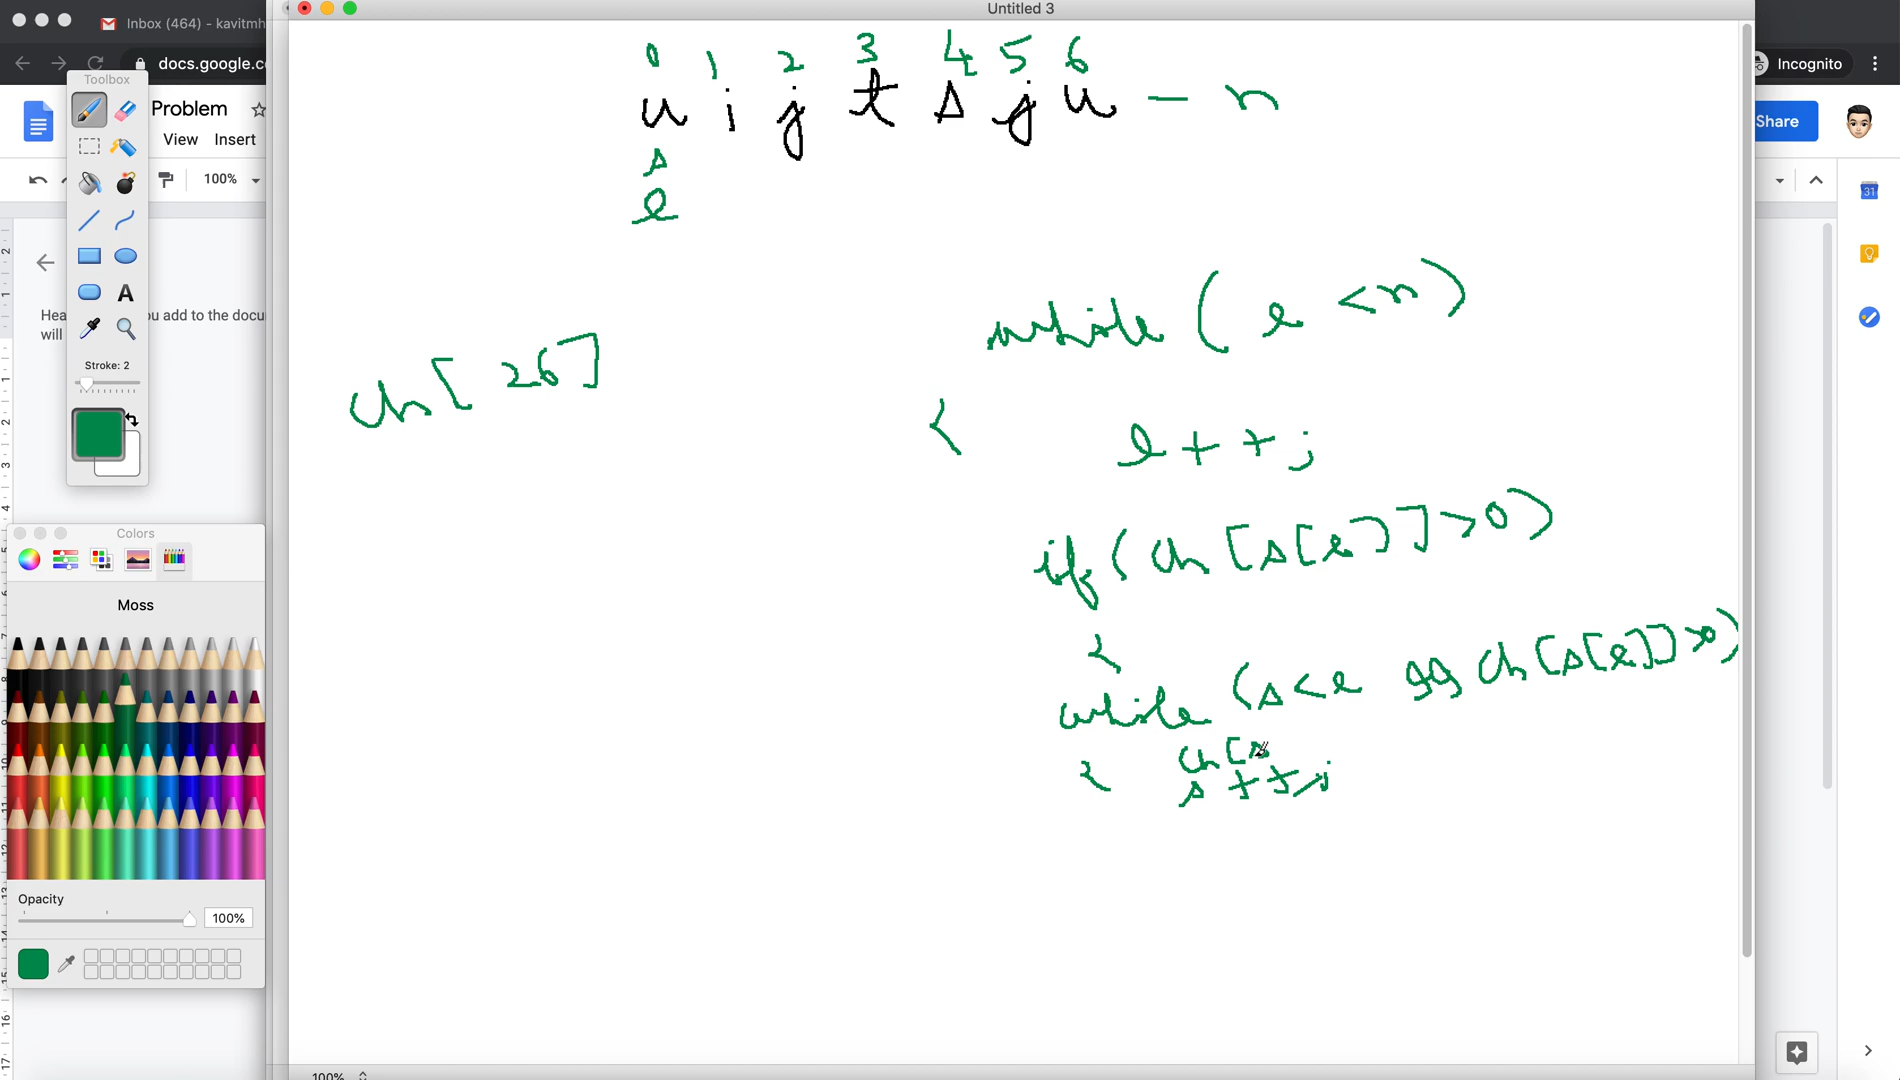 Untitled 3
Inbox (464) - kavitmh
docs.google.c
Incognito
Toolbox
Problem
View Insert
Share
100%
31
Hea
ou add to the docu
will
Stroke: 2
Colors
Moss
Opacity
100%
100%
0 1 2 3 4 5 6
u i j t s j u - n
s
e
ch[ 26]
while ( e < n )
{
e + + ;
if ( ch [ s[e] ] > 0 )
{
while ( s < e && ch [s[e]] > 0 )
{ ch [s
s + + ;